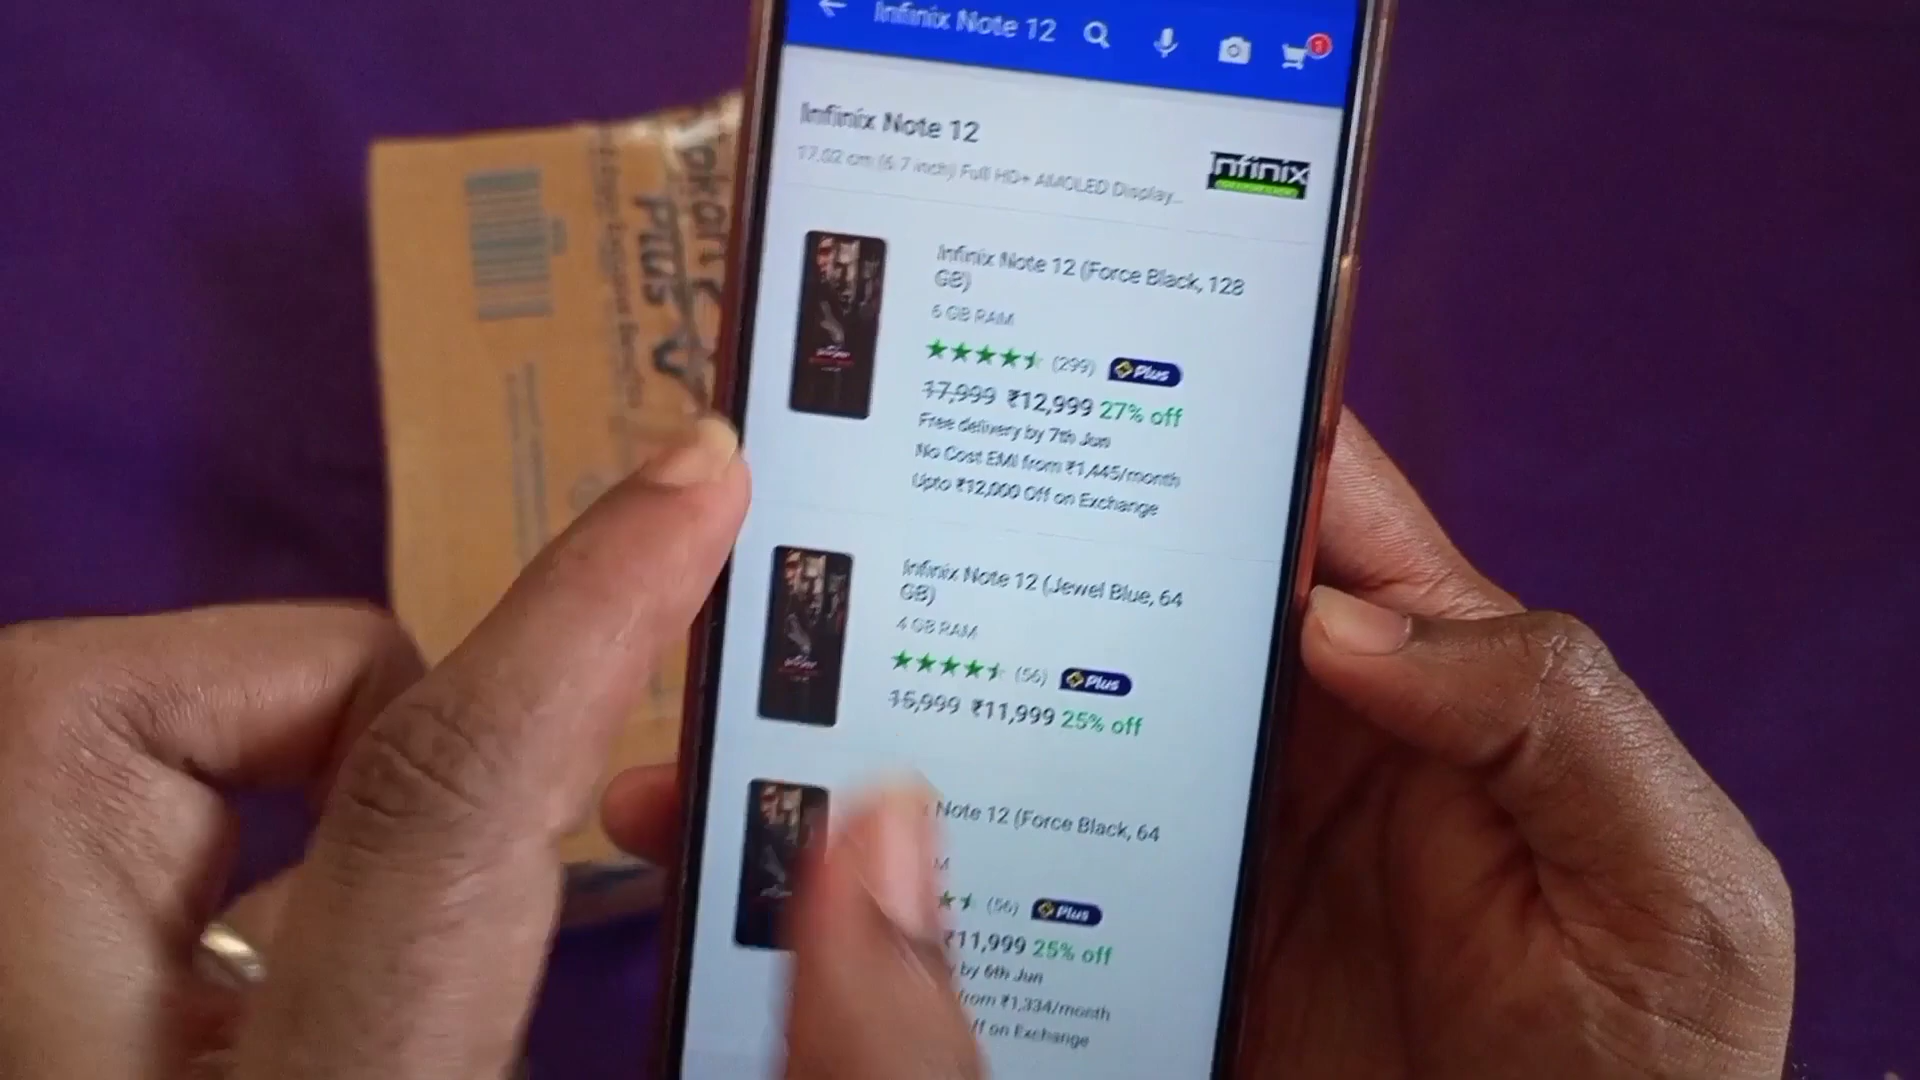 Infinix Note 12
1
Infinix Note 12
17.02 cm (6.7 inch) Full HD+ AMOLED Display...
Infinix
Infinix Note 12 (Force Black, 128
GB)
6 GB RAM
(299) Plus
17,999 ₹12,999 27% off
Free delivery by 7th Jun
No Cost EMI from ₹1,445/month
Upto ₹12,000 Off on Exchange
Infinix Note 12 (Jewel Blue, 64
GB)
4 GB RAM
(56) Plus
15,999 ₹11,999 25% off
Note 12 (Force Black, 64
M
(56) Plus
₹11,999 25% off
by 6th Jun
from ₹1,334/month
on Exchange
Plus